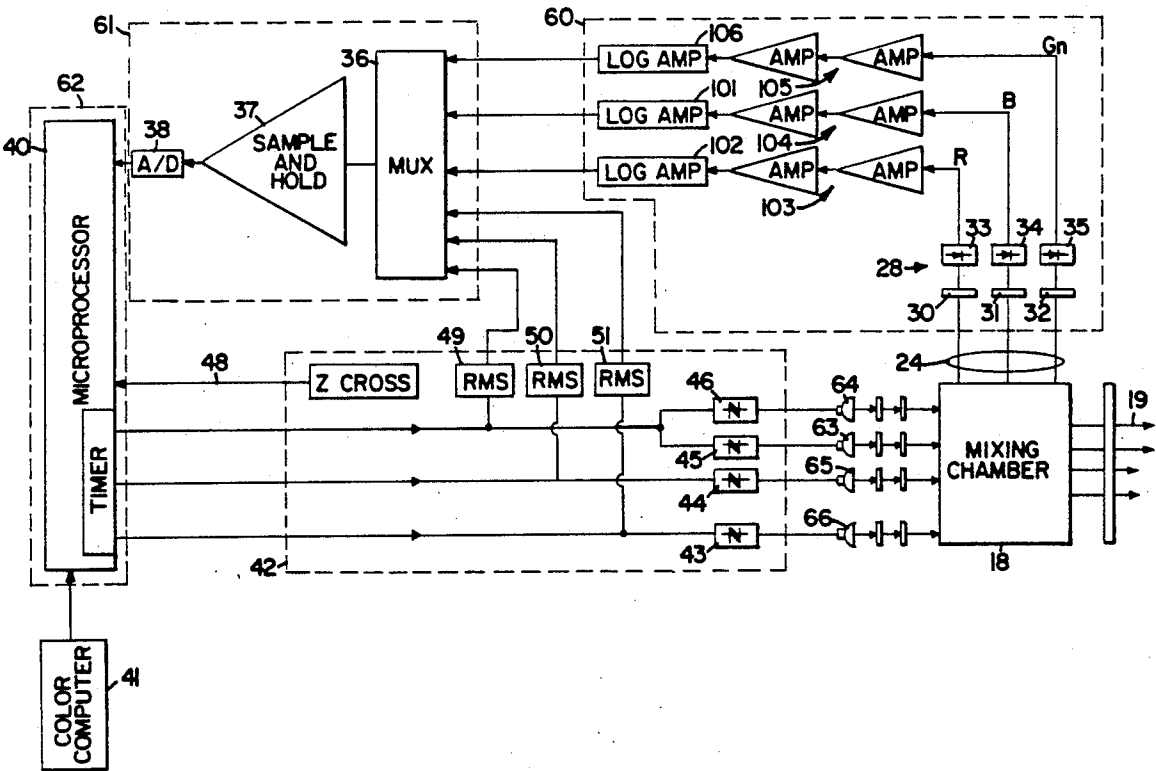 61
60
106
LOG AMP
AMP
AMP
Gn
105
36
101
LOG AMP
AMP
AMP
B
104
62
37
38
102
LOG AMP
AMP
AMP
R
103
40
A/D
SAMPLE
AND
HOLD
MUX
33
34
35
28
30
31
32
MICROPROCESSOR
49
50
51
24
48
Z CROSS
RMS
RMS
RMS
46
64
19
45
63
MIXING
CHAMBER
TIMER
44
65
43
66
42
18
COLOR
COMPUTER
41